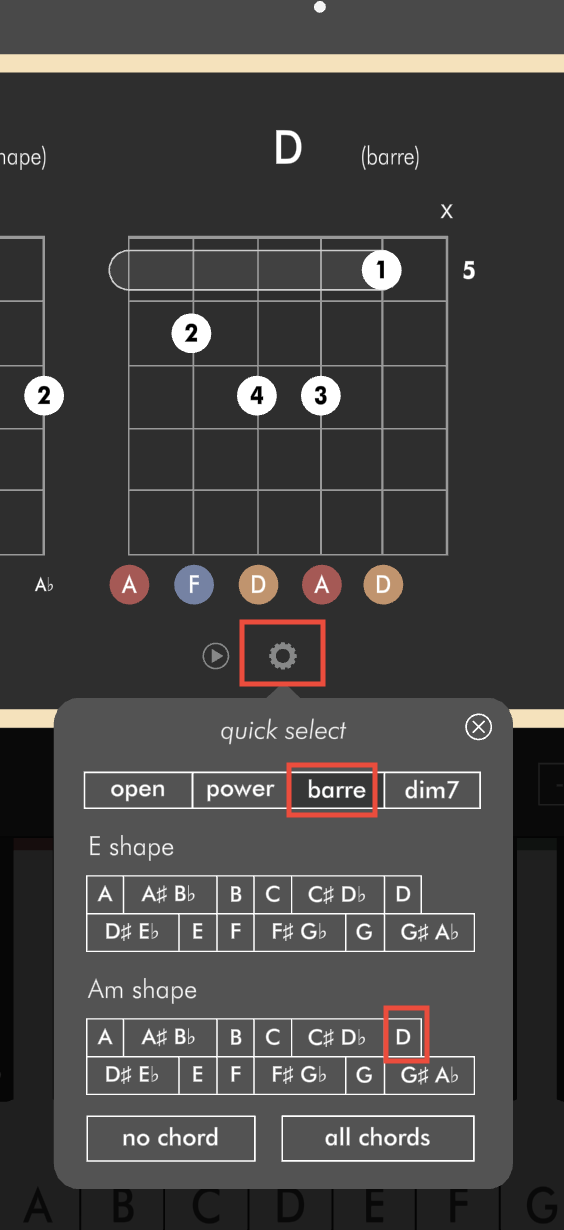 hape)
D (barre)
X
1 5
2
2 4 3
A♭ A F D A D
quick select
open power barre dim7
E shape
A A♯ B♭ B C C♯ D♭ D
D♯ E♭ E F F♯ G♭ G G♯ A♭
Am shape
A A♯ B♭ B C C♯ D♭ D
D♯ E♭ E F F♯ G♭ G G♯ A♭
no chord all chords
A B C D E F G